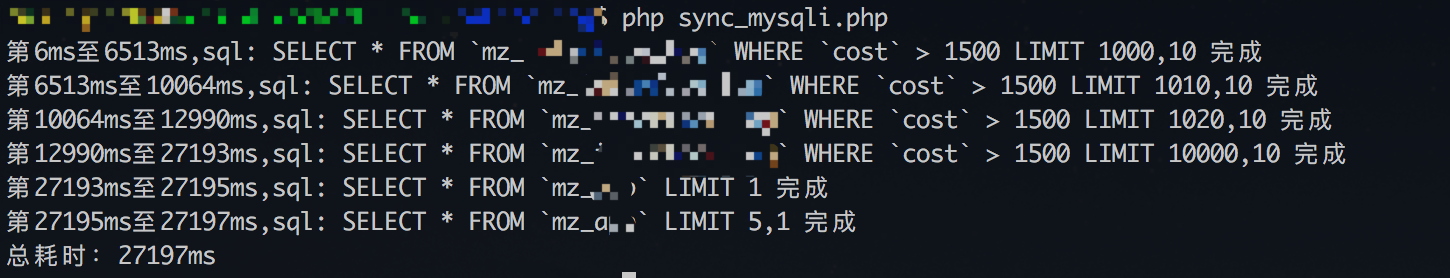 $ php sync_mysqli.php
第6ms至6513ms,sql: SELECT * FROM `mz_ ` WHERE `cost` > 1500 LIMIT 1000,10 完成
第6513ms至10064ms,sql: SELECT * FROM `mz_ ` WHERE `cost` > 1500 LIMIT 1010,10 完成
第10064ms至12990ms,sql: SELECT * FROM `mz_ ` WHERE `cost` > 1500 LIMIT 1020,10 完成
第12990ms至27193ms,sql: SELECT * FROM `mz_ ` WHERE `cost` > 1500 LIMIT 10000,10 完成
第27193ms至27195ms,sql: SELECT * FROM `mz_ ` LIMIT 1 完成
第27195ms至27197ms,sql: SELECT * FROM `mz_a ` LIMIT 5,1 完成
总耗时: 27197ms